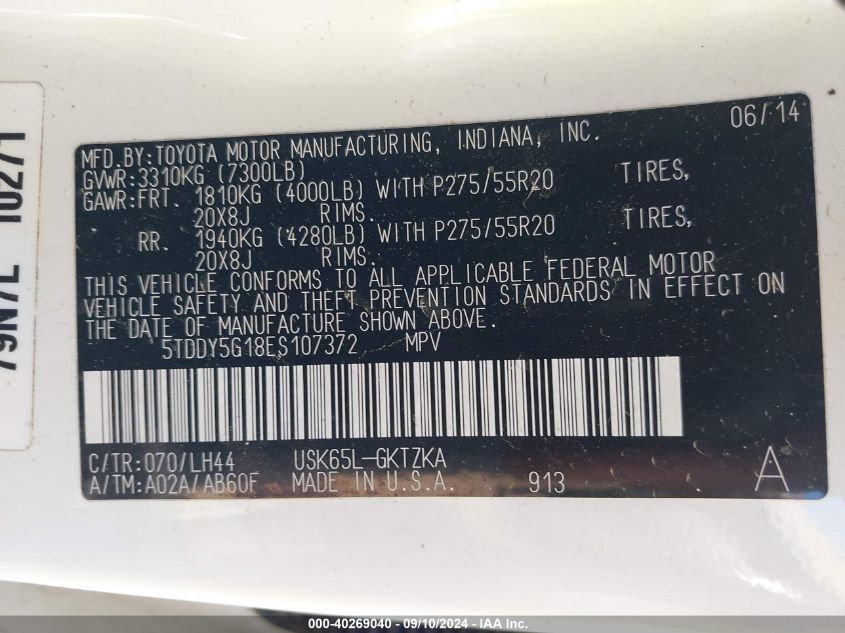 79N7L 10271
06/14
MFD.BY:TOYOTA MOTOR MANUFACTURING, INDIANA, INC.
GVWR:3310KG (7300LB)
GAWR:FRT. 1810KG (4000LB) WITH P275/55R20 TIRES,
20X8J RIMS.
RR. 1940KG (4280LB) WITH P275/55R20 TIRES,
20X8J RIMS.
THIS VEHICLE CONFORMS TO ALL APPLICABLE FEDERAL MOTOR
VEHICLE SAFETY AND THEFT PREVENTION STANDARDS IN EFFECT ON
THE DATE OF MANUFACTURE SHOWN ABOVE.
5TDDY5G18ES107372 MPV
C/TR:070/LH44 USK65L-GKTZKA
A/TM:A02A/AB60F MADE IN U.S.A. 913 A
000-40269040 - 09/10/2024 - IAA Inc.